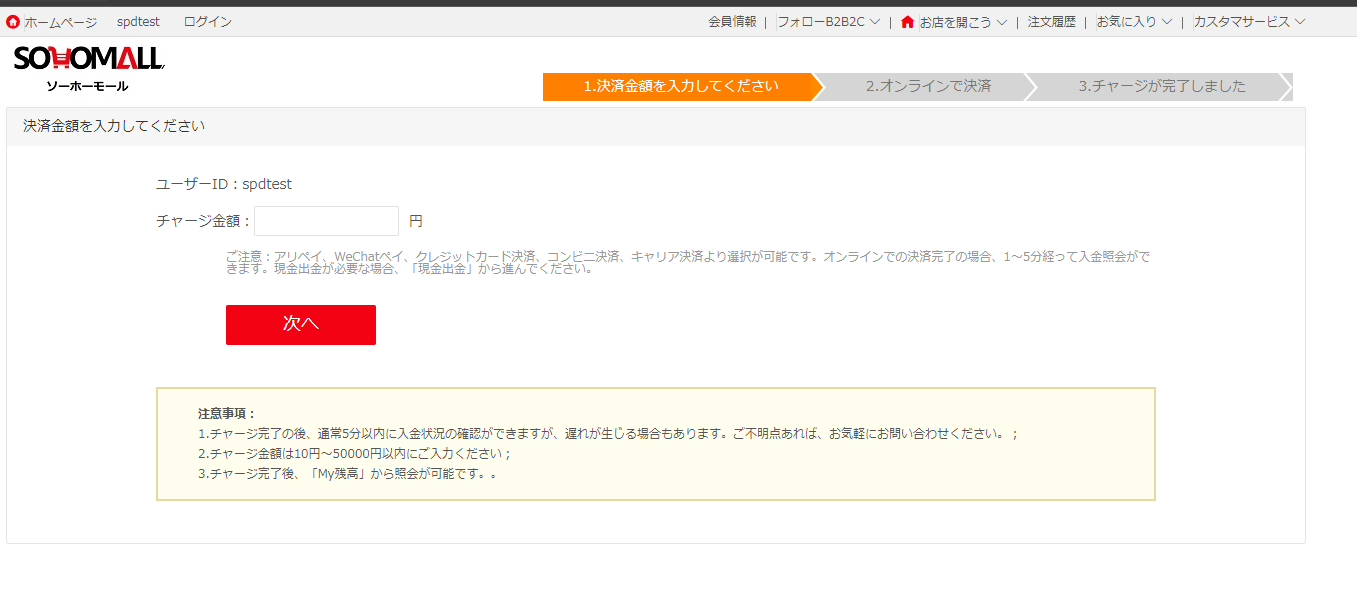 ホームページ spdtest ログイン 会員情報 | フォローB2B2C | お店を開こう | 注文履歴 | お気に入り | カスタマサービス
SOHOMALL
ソーホーモール
1.決済金額を入力してください 2.オンラインで決済 3.チャージが完了しました
決済金額を入力してください
ユーザーID：spdtest
チャージ金額： 円
ご注意：アリペイ、WeChatペイ、クレジットカード決済、コンビニ決済、キャリア決済より選択が可能です。オンラインでの決済完了の場合、1～5分経って入金照会がで
きます。現金出金が必要な場合、「現金出金」から進んでください。
次へ
注意事項：
1.チャージ完了の後、通常5分以内に入金状況の確認ができますが、遅れが生じる場合もあります。ご不明点あれば、お気軽にお問い合わせください。；
2.チャージ金額は10円～50000円以内にご入力ください；
3.チャージ完了後、「My残高」から照会が可能です。。